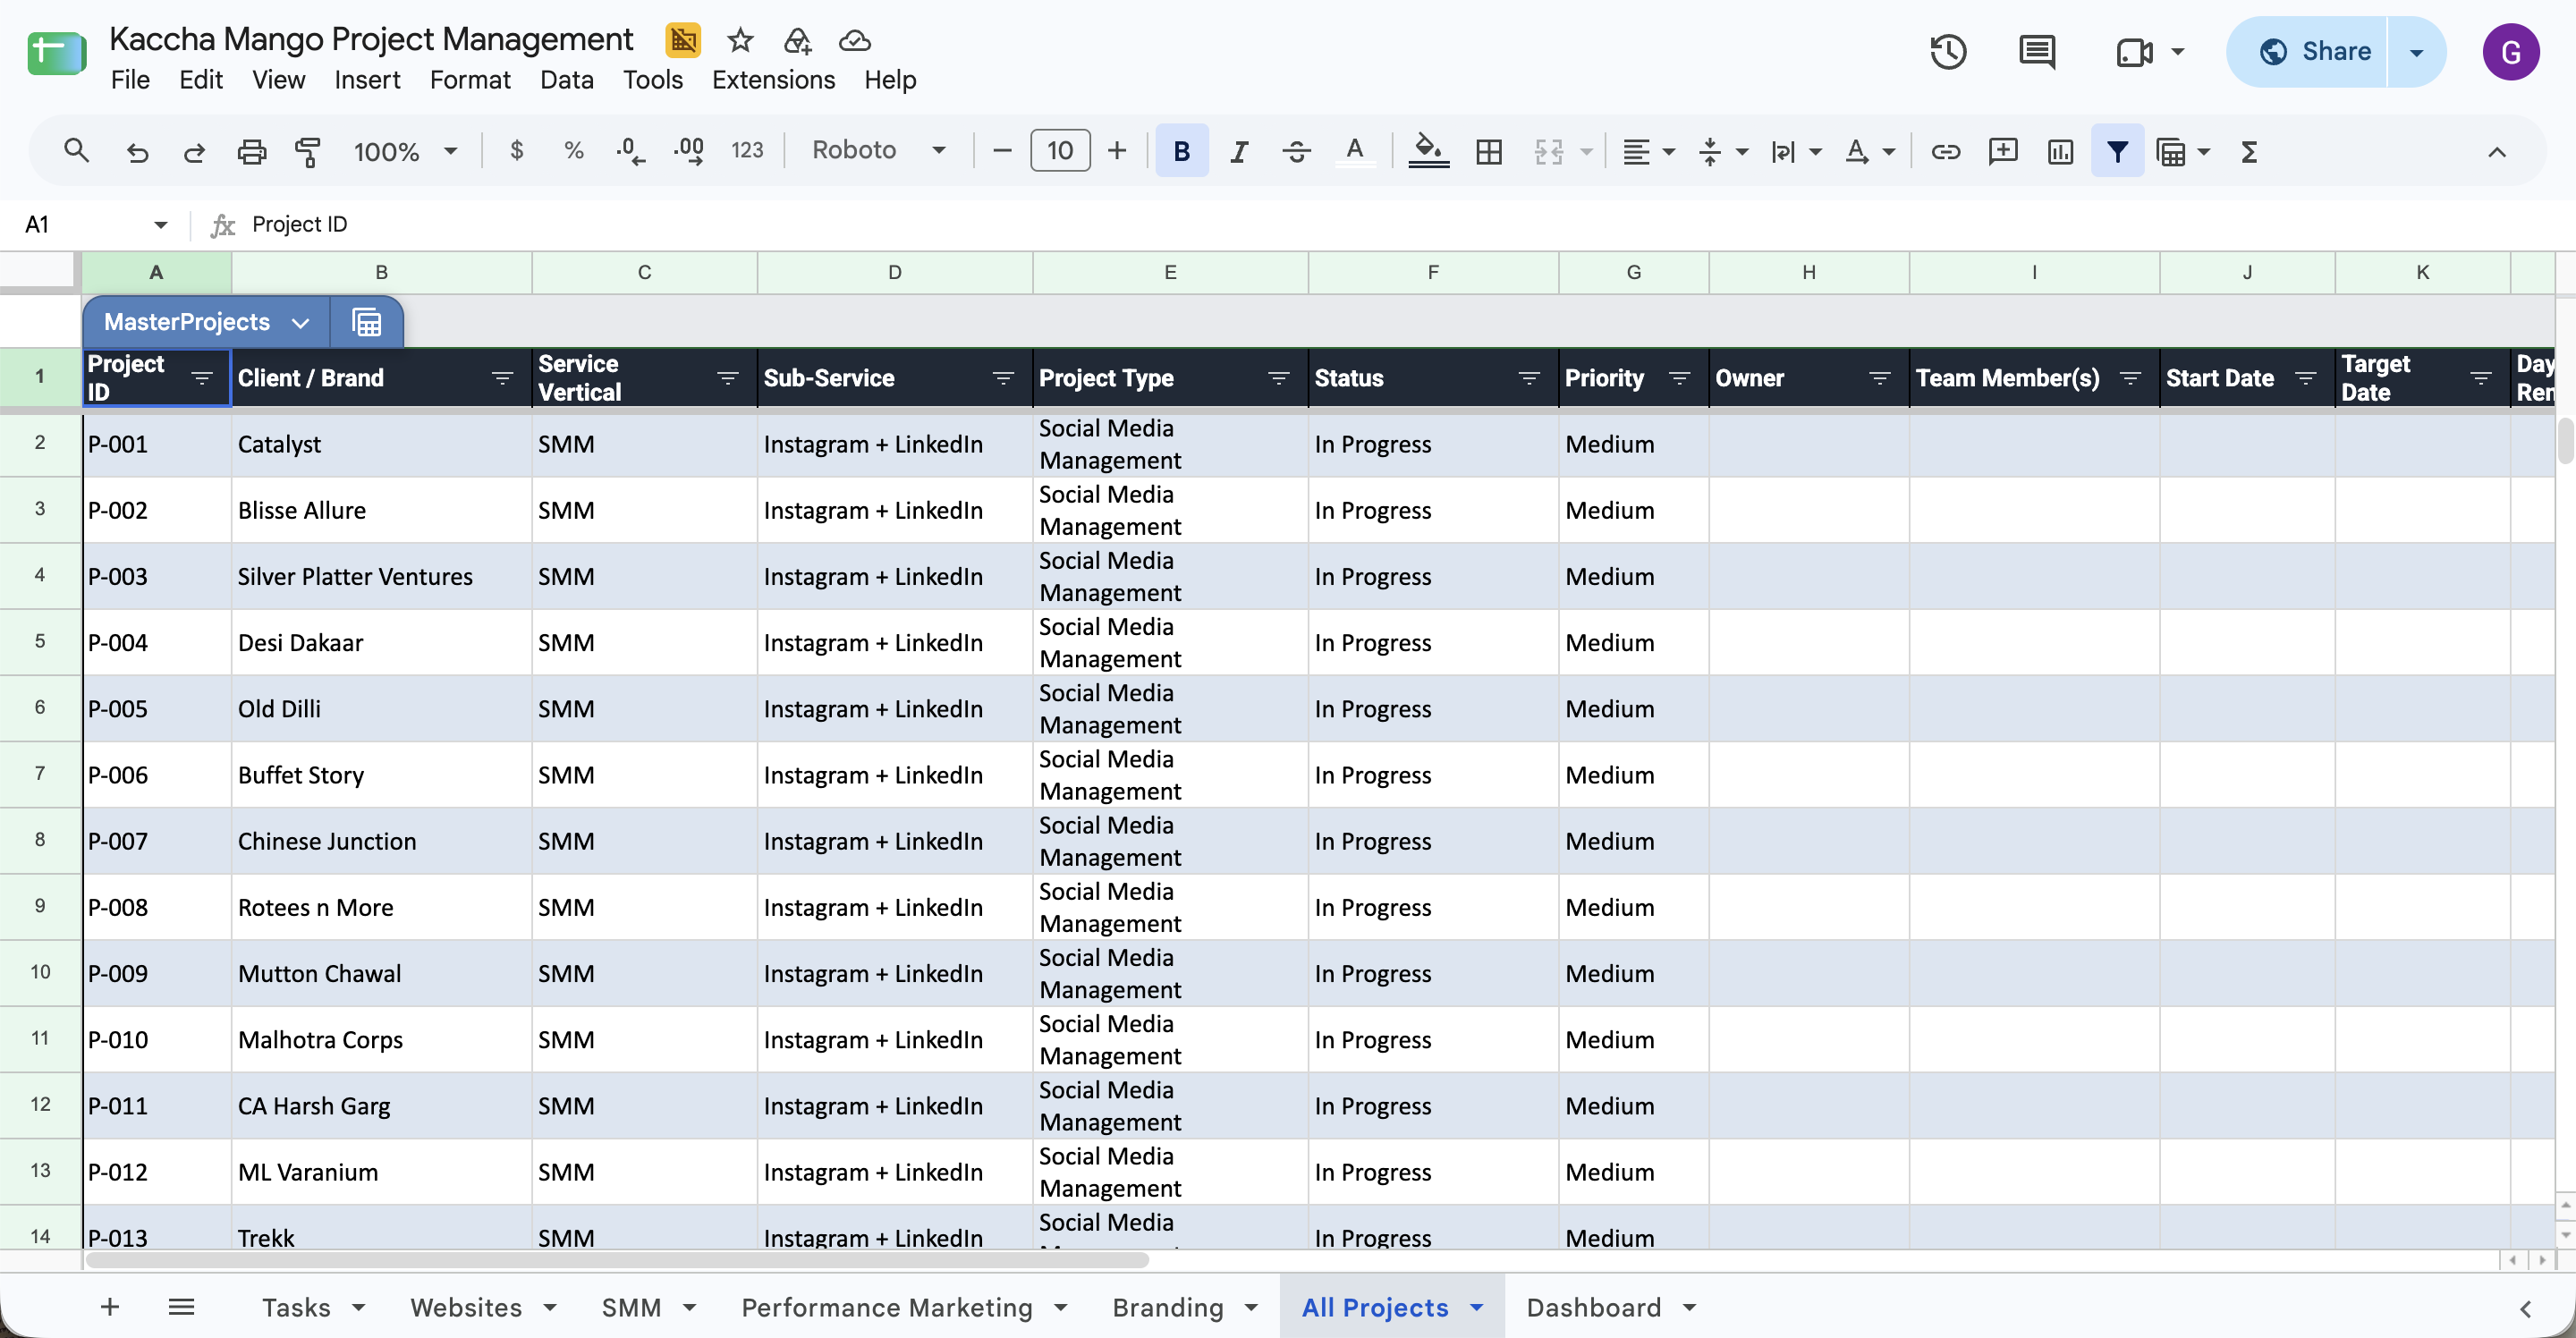 Kaccha Mango Project Management
File Edit View Insert Format Data Tools Extensions Help
Share
G
100% $ % .0 .00 123 Roboto 10 B I A
A1 fx Project ID
A B C D E F G H I J K
MasterProjects
1 Project ID Client / Brand Service Vertical Sub-Service Project Type Status Priority Owner Team Member(s) Start Date Target Date
2 P-001 Catalyst SMM Instagram + LinkedIn Social Media Management In Progress Medium
3 P-002 Blisse Allure SMM Instagram + LinkedIn Social Media Management In Progress Medium
4 P-003 Silver Platter Ventures SMM Instagram + LinkedIn Social Media Management In Progress Medium
5 P-004 Desi Dakaar SMM Instagram + LinkedIn Social Media Management In Progress Medium
6 P-005 Old Dilli SMM Instagram + LinkedIn Social Media Management In Progress Medium
7 P-006 Buffet Story SMM Instagram + LinkedIn Social Media Management In Progress Medium
8 P-007 Chinese Junction SMM Instagram + LinkedIn Social Media Management In Progress Medium
9 P-008 Rotees n More SMM Instagram + LinkedIn Social Media Management In Progress Medium
10 P-009 Mutton Chawal SMM Instagram + LinkedIn Social Media Management In Progress Medium
11 P-010 Malhotra Corps SMM Instagram + LinkedIn Social Media Management In Progress Medium
12 P-011 CA Harsh Garg SMM Instagram + LinkedIn Social Media Management In Progress Medium
13 P-012 ML Varanium SMM Instagram + LinkedIn Social Media Management In Progress Medium
14 P-013 Trekk SMM Instagram + LinkedIn Social Media In Progress Medium
Tasks Websites SMM Performance Marketing Branding All Projects Dashboard